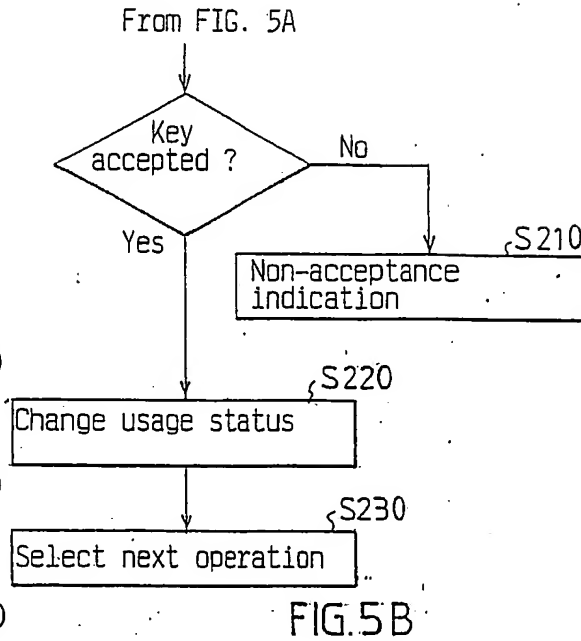 From FIG. 5A
Key
accepted ?
No
Yes
S210
Non-acceptance
indication
S220
Change usage status
S230
Select next operation
FIG.5B